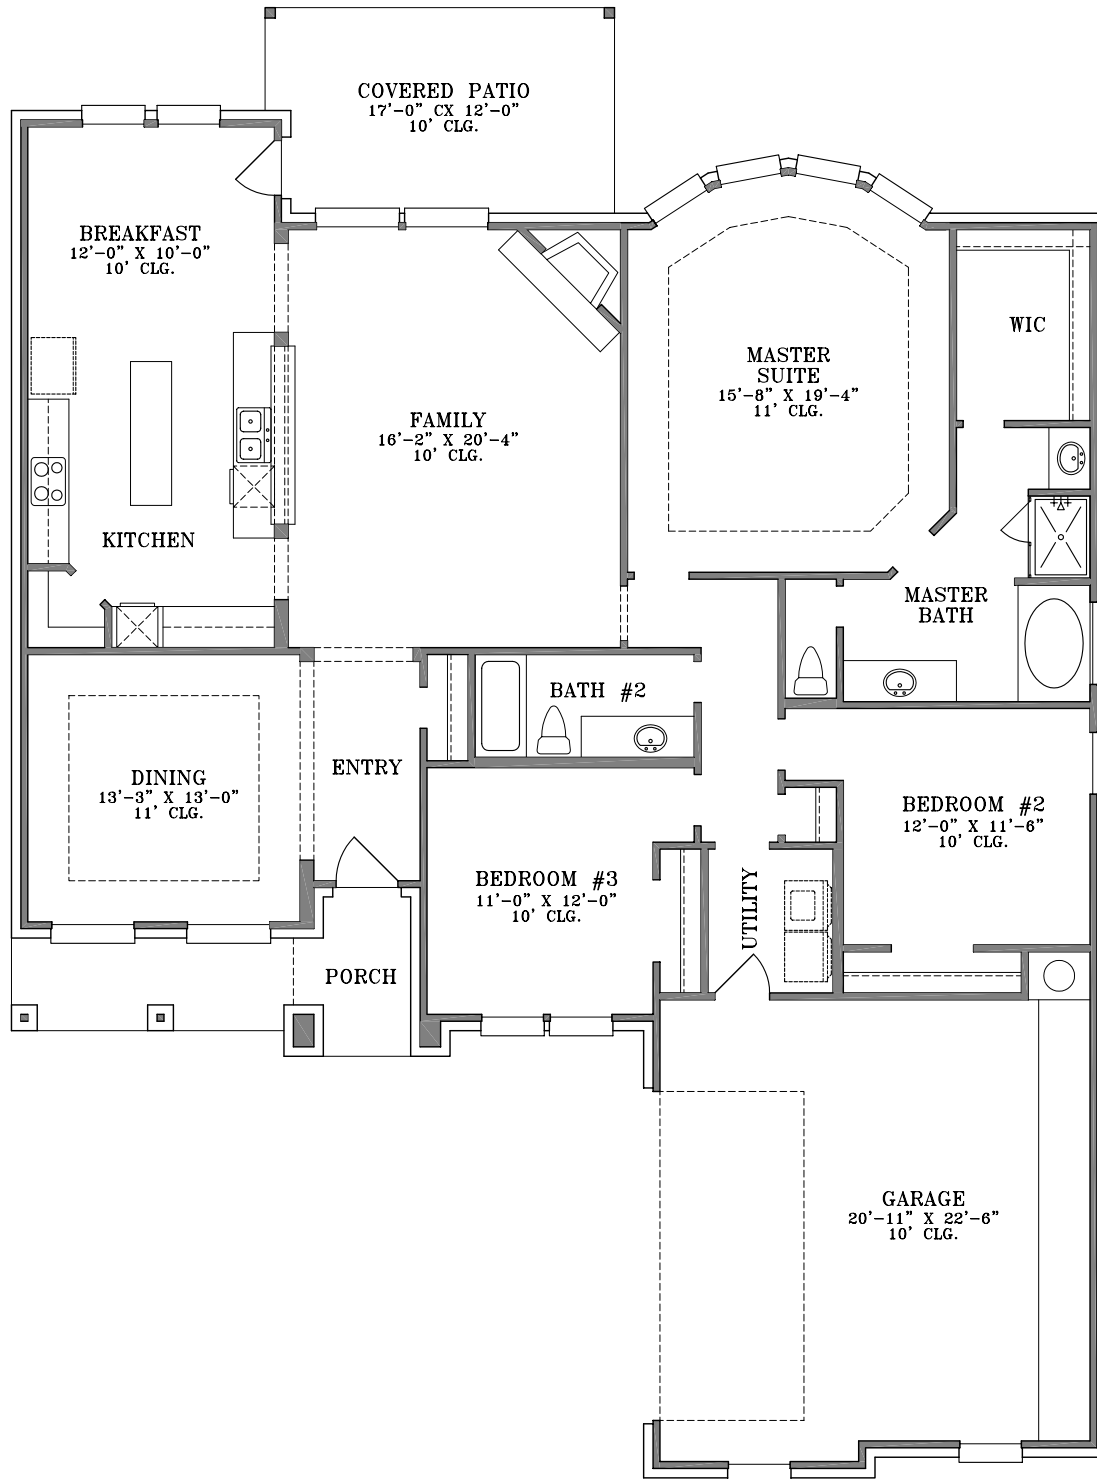 COVERED PATIO
17'-0" CX 12'-0"
10' CLG.
BREAKFAST
12'-0" X 10'-0"
10' CLG.
WIC
MASTER
SUITE
15'-8" X 19'-4"
11' CLG.
FAMILY
16'-2" X 20'-4"
10' CLG.
KITCHEN
MASTER
BATH
BATH #2
ENTRY
DINING
13'-3" X 13'-0"
11' CLG.
BEDROOM #2
12'-0" X 11'-6"
10' CLG.
BEDROOM #3
11'-0" X 12'-0"
10' CLG.
UTILITY
PORCH
GARAGE
20'-11" X 22'-6"
10' CLG.